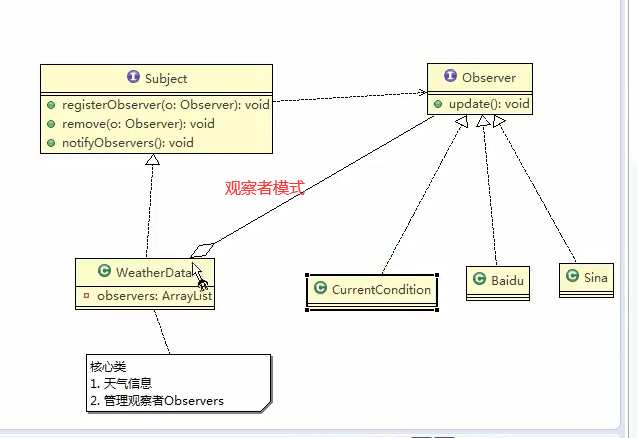 I Subject
registerObserver(o: Observer): void
remove(o: Observer): void
notifyObservers(): void
I Observer
update(): void
观察者模式
C WeatherData
observers: ArrayList
C CurrentCondition
C Baidu
C Sina
核心类
1. 天气信息
2. 管理观察者Observers